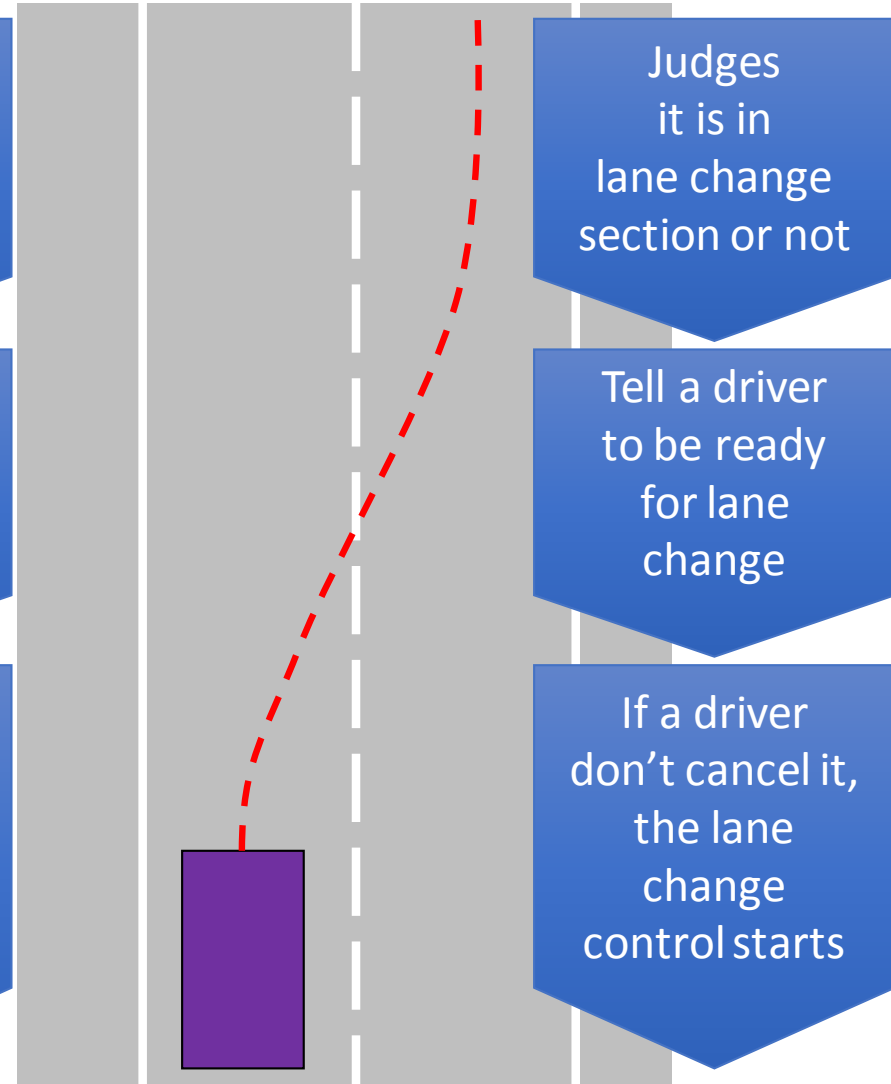 Judges
it is in
lane change
section or not
Tell a driver
to be ready
for lane
change
If a driver
don’t cancel it,
the lane
change
control starts